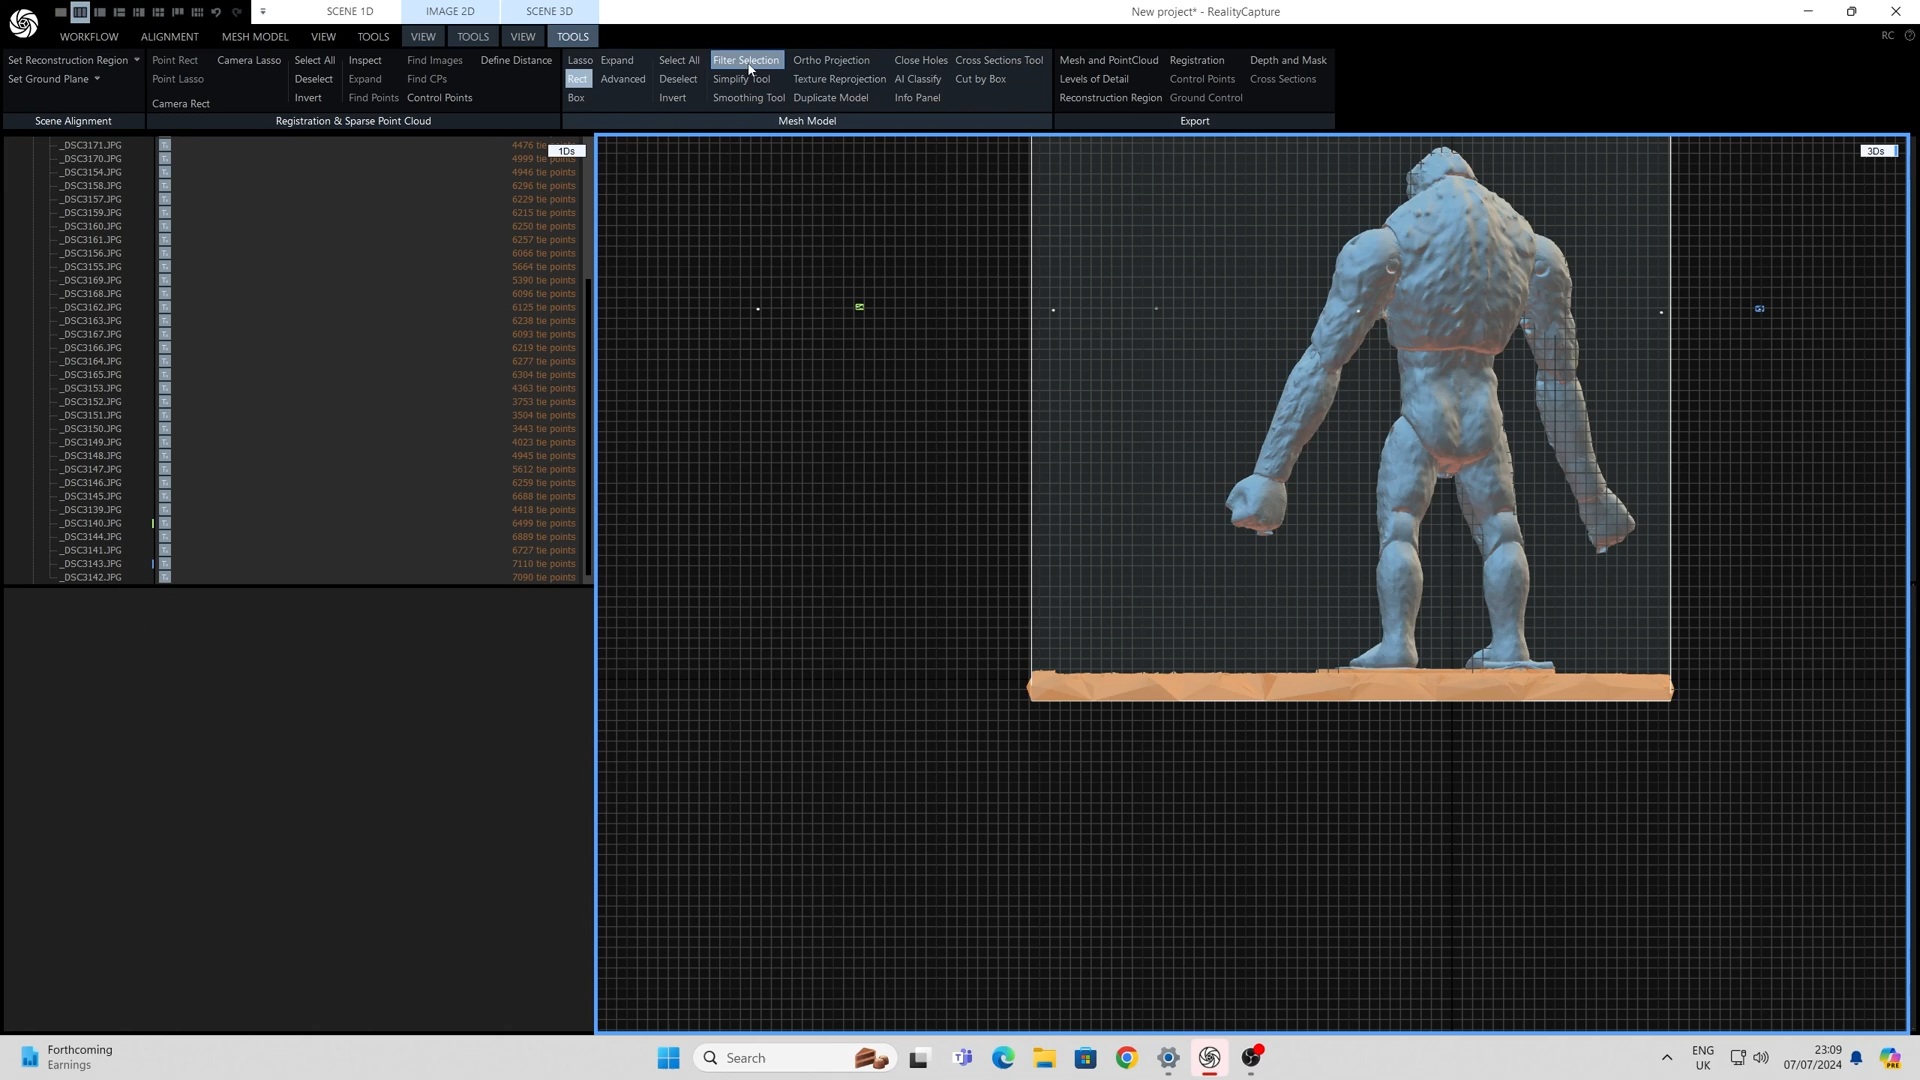 SCENE 1D IMAGE 2D SCENE 3D New project* - RealityCapture
WORKFLOW ALIGNMENT MESH MODEL VIEW TOOLS VIEW TOOLS VIEW TOOLS RC
Set Reconstruction Region Point Rect Camera Lasso Select All Inspect Find Images Define Distance Lasso Expand Select All Filter Selection Ortho Projection Close Holes Cross Sections Tool Mesh and PointCloud Registration Depth and Mask
Set Ground Plane Point Lasso Deselect Expand Find CPs Rect Advanced Deselect Simplify Tool Texture Reprojection AI Classify Cut by Box Levels of Detail Control Points Cross Sections
Camera Rect Invert Find Points Control Points Box Invert Smoothing Tool Duplicate Model Info Panel Reconstruction Region Ground Control
Scene Alignment Registration & Sparse Point Cloud Mesh Model Export
_DSC3171.JPG 4476 tie
1Ds
3Ds
_DSC3170.JPG 4999 tie points
_DSC3154.JPG 4946 tie points
_DSC3158.JPG 6296 tie points
_DSC3157.JPG 6229 tie points
_DSC3159.JPG 6215 tie points
_DSC3160.JPG 6250 tie points
_DSC3161.JPG 6257 tie points
_DSC3156.JPG 6066 tie points
_DSC3155.JPG 5664 tie points
_DSC3169.JPG 5390 tie points
_DSC3168.JPG 6096 tie points
_DSC3162.JPG 6125 tie points
_DSC3163.JPG 6238 tie points
_DSC3167.JPG 6093 tie points
_DSC3166.JPG 6219 tie points
_DSC3164.JPG 6277 tie points
_DSC3165.JPG 6304 tie points
_DSC3153.JPG 4363 tie points
_DSC3152.JPG 3753 tie points
_DSC3151.JPG 3504 tie points
_DSC3150.JPG 3443 tie points
_DSC3149.JPG 4023 tie points
_DSC3148.JPG 4945 tie points
_DSC3147.JPG 5612 tie points
_DSC3146.JPG 6259 tie points
_DSC3145.JPG 6688 tie points
_DSC3139.JPG 4418 tie points
_DSC3140.JPG 6499 tie points
_DSC3144.JPG 6889 tie points
_DSC3141.JPG 6727 tie points
_DSC3143.JPG 7110 tie points
_DSC3142.JPG 7090 tie points
Forthcoming
Earnings
Search
ENG
UK
23:09
07/07/2024
PRE